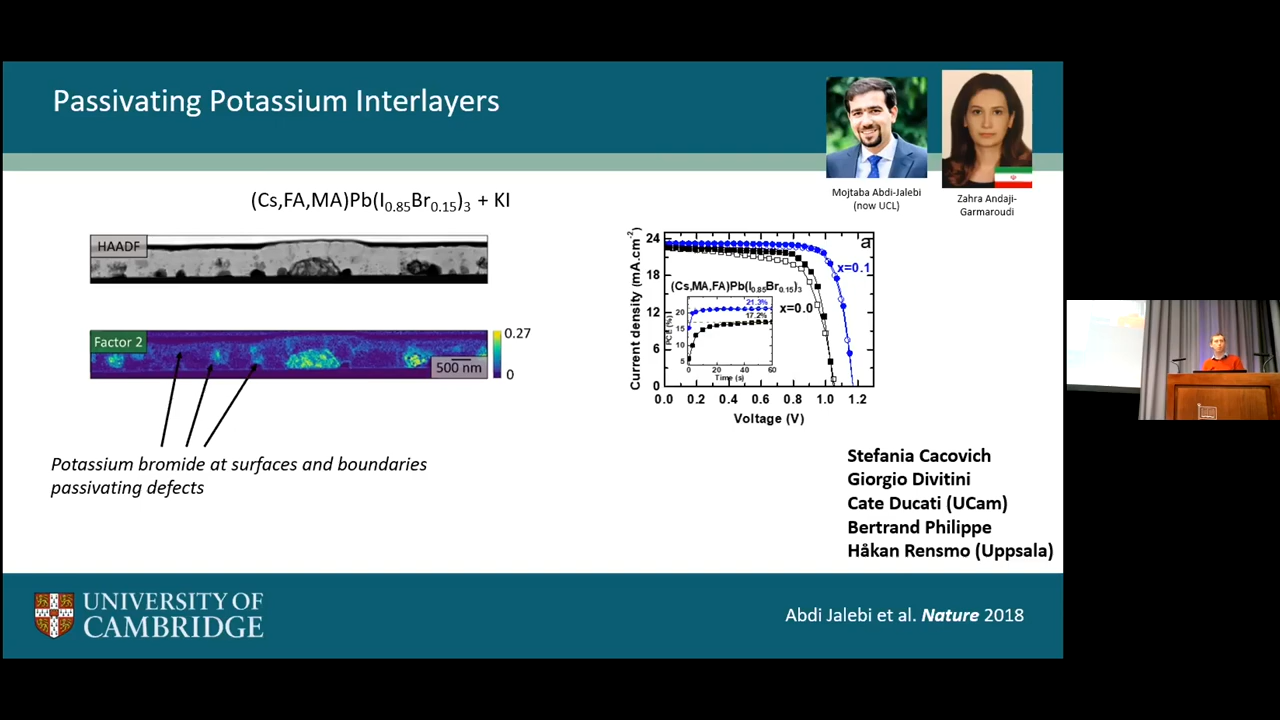 Passivating Potassium Interlayers
Mojtaba Abdi-Jalebi
(now UCL)
Zahra Andaji-
Garmaroudi
(Cs,FA,MA)Pb(I0.85Br0.15)3 + KI
HAADF
Factor 2
500 nm
0.27
0
Potassium bromide at surfaces and boundaries
passivating defects
Current density (mA.cm-2)
24
18
12
6
0
a
x=0.1
(Cs,MA,FA)Pb(I0.85Br0.15)3
x=0.0
21.3%
17.2%
PCE (%)
20
15
10
5
0 20 40 60
Time (s)
0.0 0.2 0.4 0.6 0.8 1.0 1.2
Voltage (V)
Stefania Cacovich
Giorgio Divitini
Cate Ducati (UCam)
Bertrand Philippe
Håkan Rensmo (Uppsala)
UNIVERSITY OF
CAMBRIDGE
Abdi Jalebi et al. Nature 2018